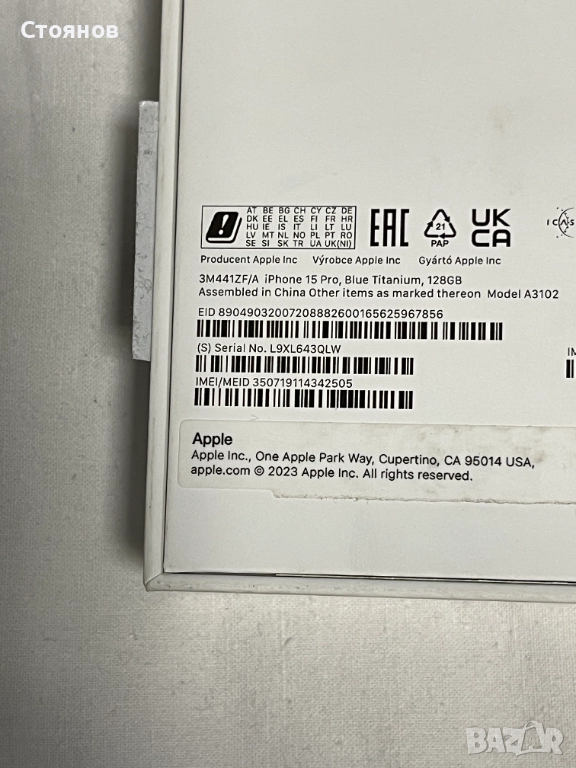 Стоянов
AT BE BG CH CY CZ DE
DK EE EL ES FI FR HR
HU IE IS IT LI LT LU
LV MT NL NO PL PT RO
SE SI SK TR UA UK(NI)
EAC
21
PAP
UK
CA
ICAS
Producent Apple Inc Výrobce Apple Inc Gyártó Apple Inc
3M441ZF/A iPhone 15 Pro, Blue Titanium, 128GB
Assembled in China Other items as marked thereon Model A3102
EID 89049032007208882600165625967856
(S) Serial No. L9XL643QLW
IM
IMEI/MEID 350719114342505
Apple
Apple Inc., One Apple Park Way, Cupertino, CA 95014 USA,
apple.com © 2023 Apple Inc. All rights reserved.
BAZAR